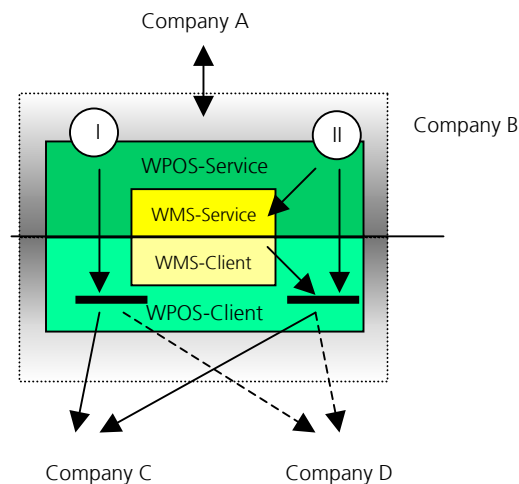 Company A
Company B
I
II
WPOS-Service
WMS-Service
WMS-Client
WPOS-Client
Company C
Company D